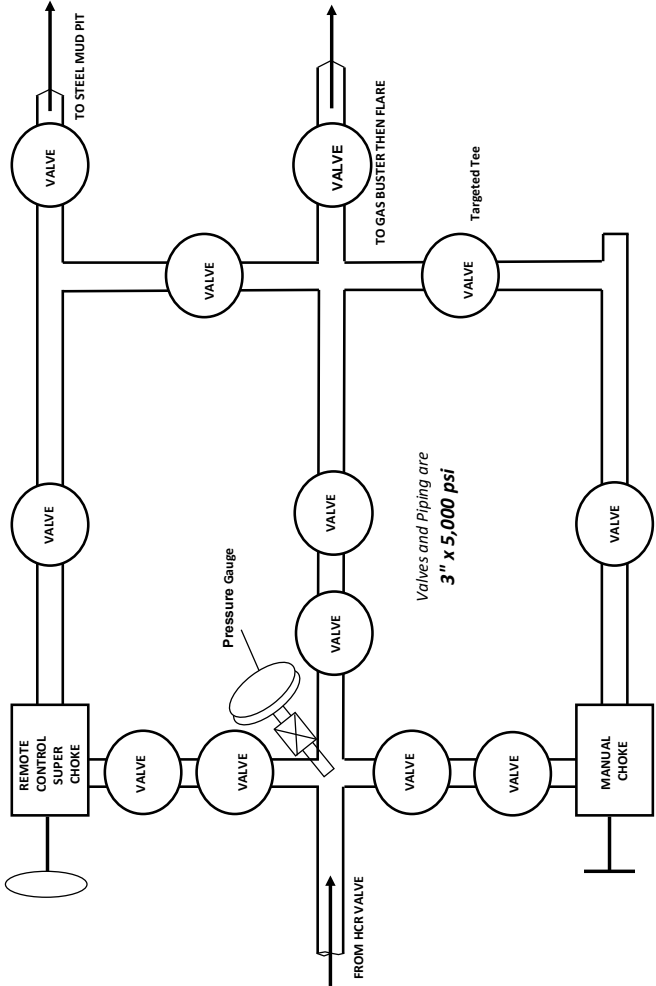 TO STEEL MUD PIT
VALVE
VALVE
TO GAS BUSTER THEN FLARE
VALVE
Targeted Tee
VALVE
VALVE
VALVE
VALVE
Valves and Piping are
3" x 5,000 psi
VALVE
Pressure Gauge
VALVE
REMOTE
CONTROL
SUPER
CHOKE
VALVE
VALVE
VALVE
VALVE
MANUAL
CHOKE
FROM HCR VALVE